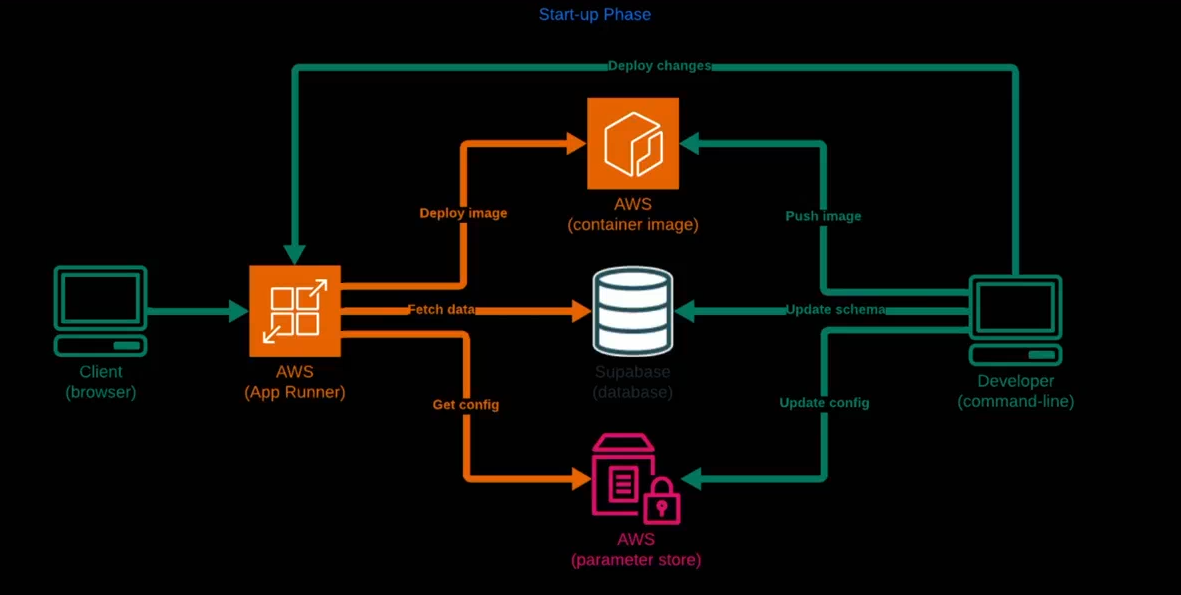 Start-up Phase
Deploy changes
AWS
(container image)
Deploy image
Push image
Fetch data
Update schema
Client
(browser)
AWS
(App Runner)
Supabase
(database)
Developer
(command-line)
Get config
Update config
AWS
(parameter store)